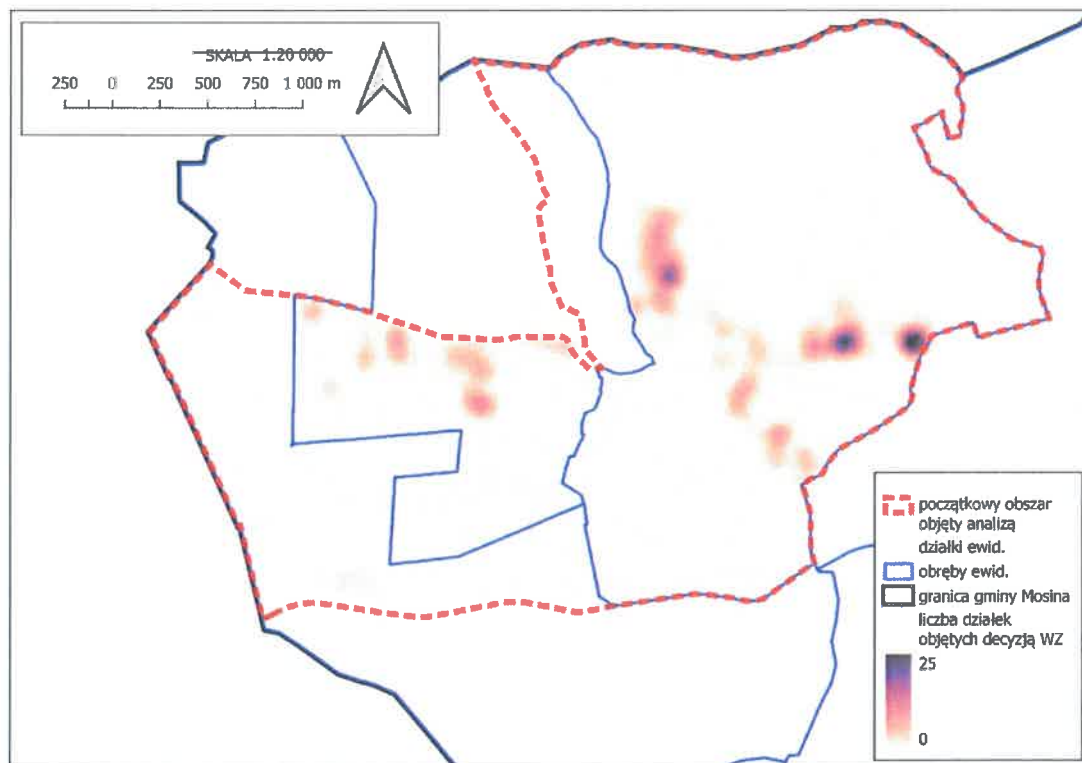 SKALA 1:20 000
250 0 250 500 750 1 000 m
początkowy obszar
objęty analizą
działki ewid.
obręby ewid.
granica gminy Mosina
liczba działek
objętych decyzją WZ
25
0